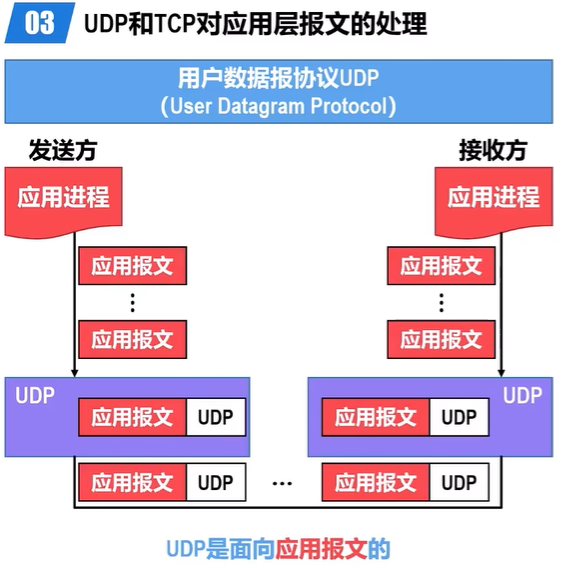 03 UDP和TCP对应用层报文的处理
用户数据报协议UDP
（User Datagram Protocol）
发送方 接收方
应用进程 应用进程
应用报文 应用报文
⋮ ⋮
应用报文 应用报文
UDP UDP
应用报文 UDP 应用报文 UDP
应用报文 UDP … 应用报文 UDP
UDP是面向应用报文的